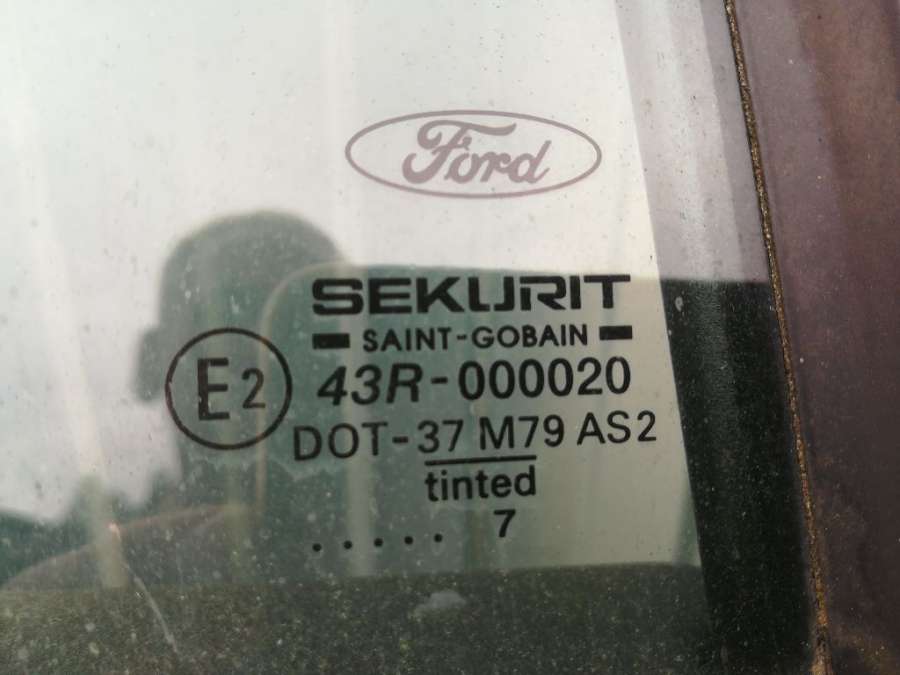 Ford
SEKURIT
SAINT-GOBAIN
E2
43R-000020
DOT-37 M79 AS2
tinted
..... 7